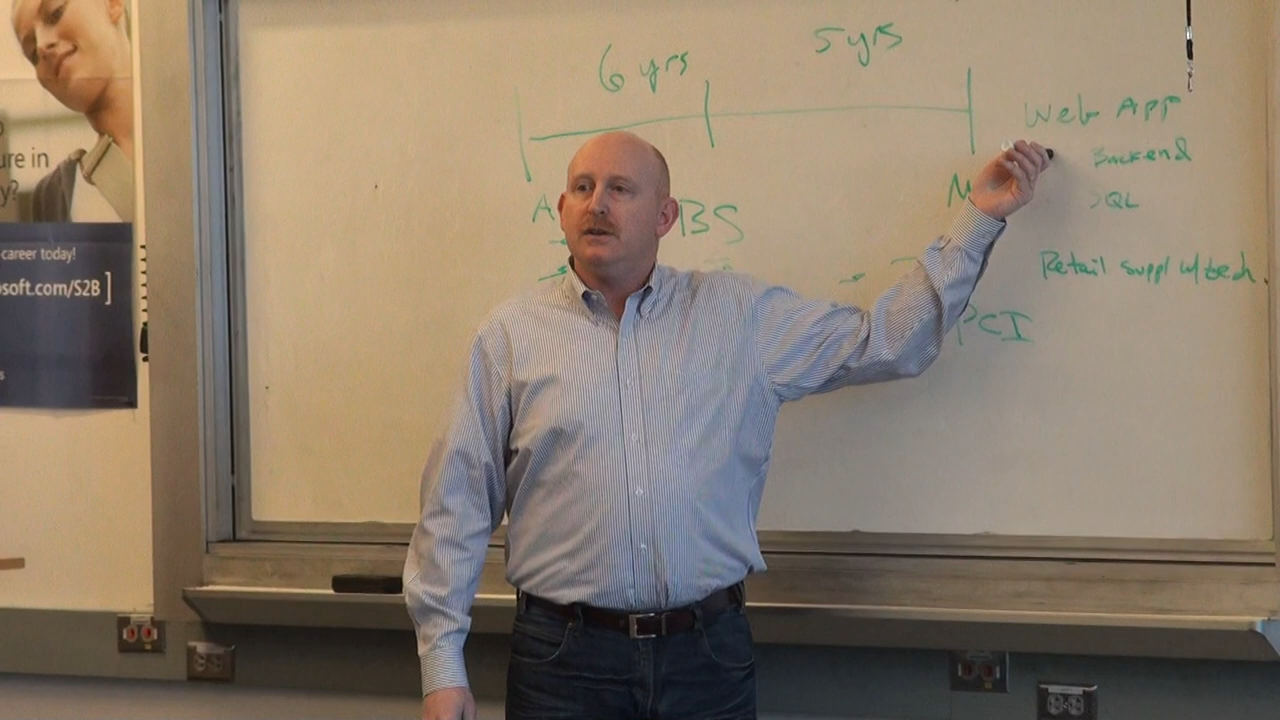 ure in
y?
-career today!
osoft.com/S2B ]
s
6 yrs
5 yrs
Web App
Backend
SQL
A
BS
M
Retail suppl w/tech.
PCI